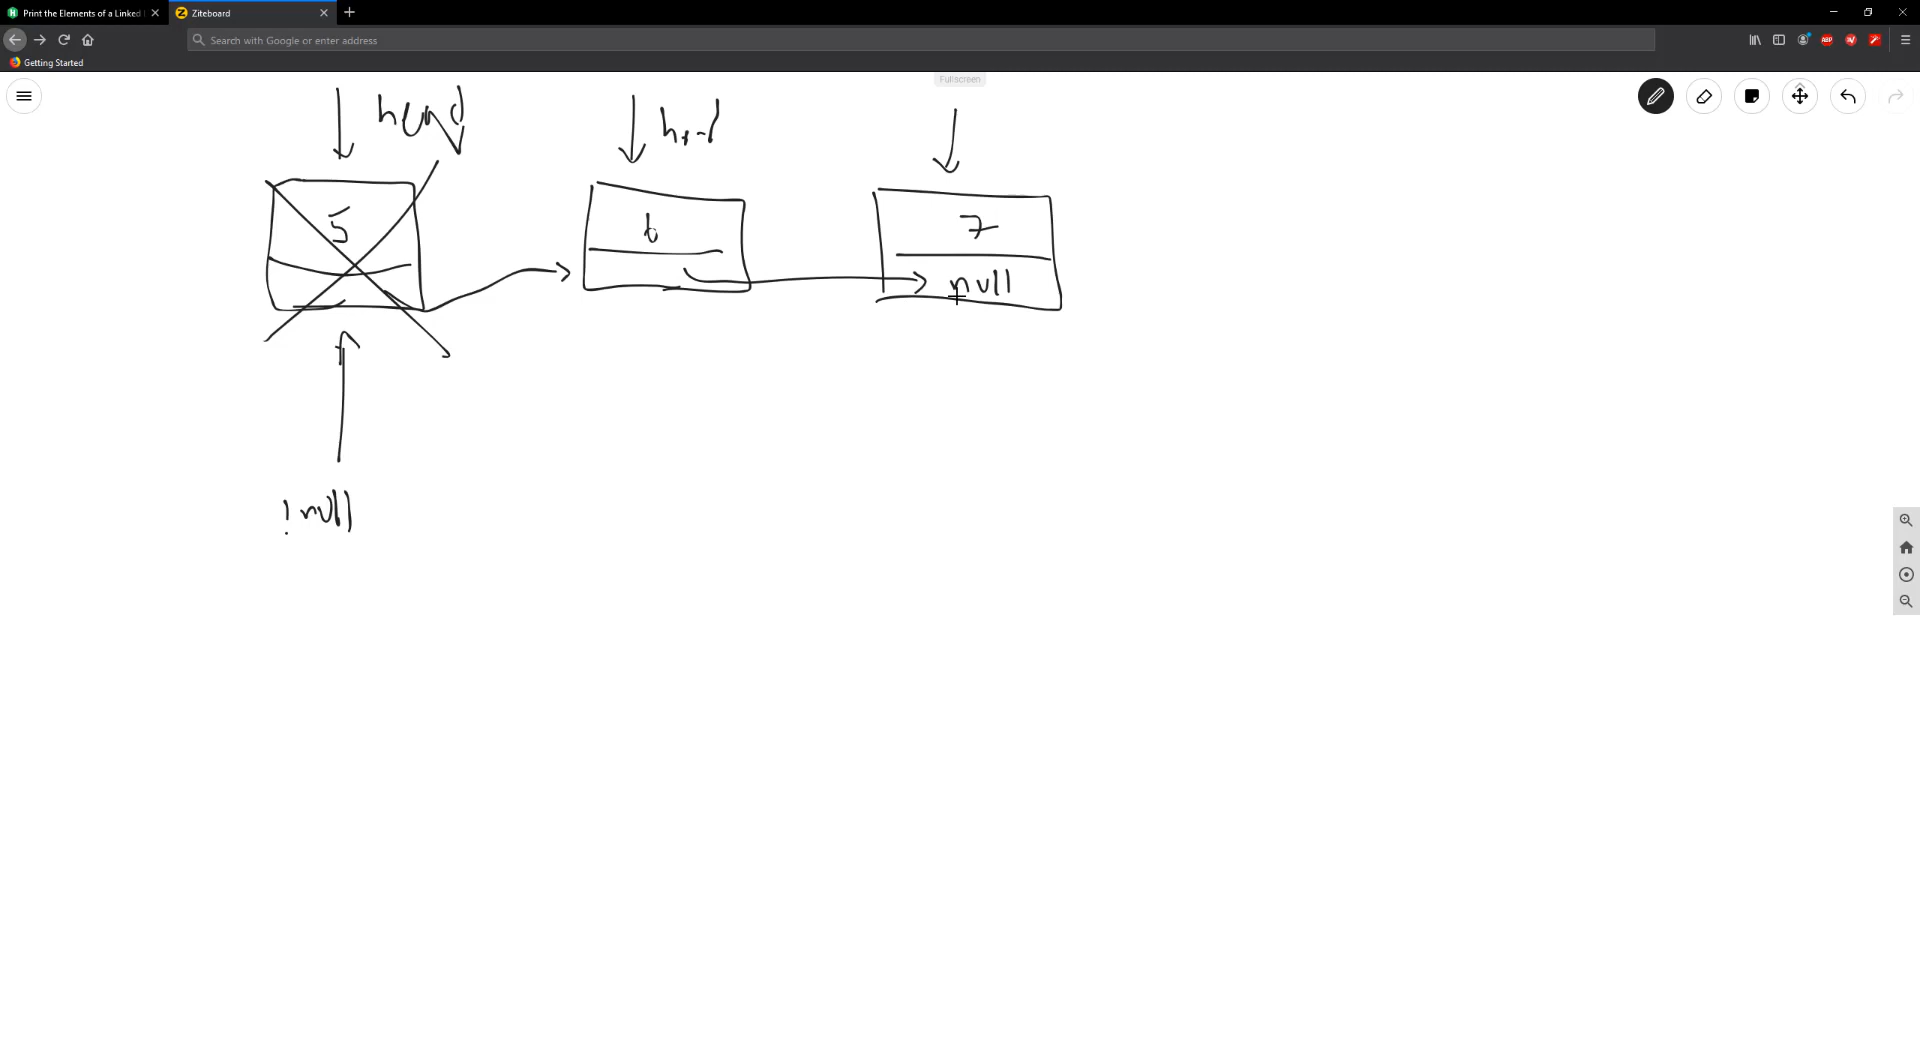 Print the Elements of a Linked
Ziteboard
Search with Google or enter address
Getting Started
Fullscreen
ABP
head
5
6
7
null
!null